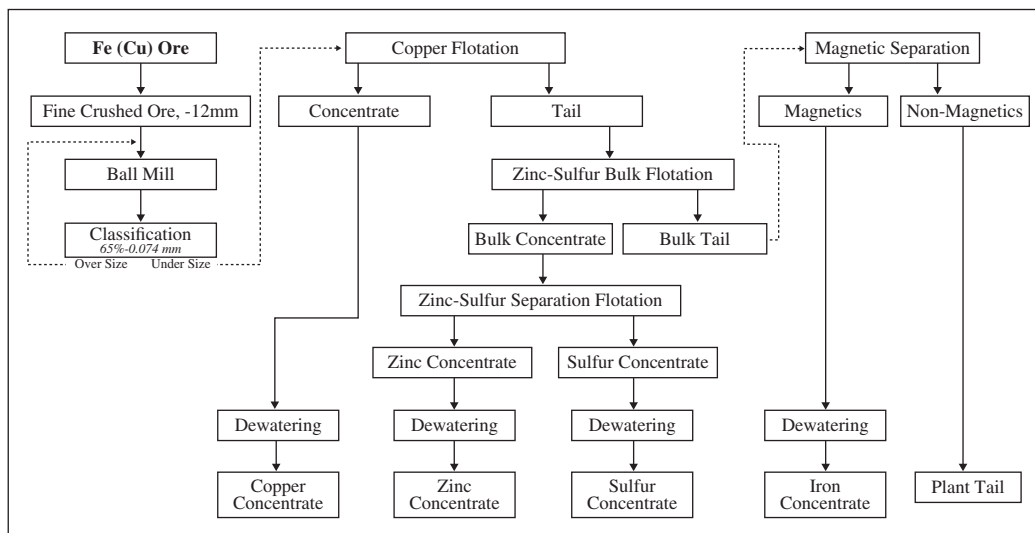 Fe (Cu) Ore
Copper Flotation
Magnetic Separation
Fine Crushed Ore, -12mm
Concentrate
Tail
Magnetics
Non-Magnetics
Ball Mill
Zinc-Sulfur Bulk Flotation
Classification
65%-0.074 mm
Over Size
Under Size
Bulk Concentrate
Bulk Tail
Zinc-Sulfur Separation Flotation
Zinc Concentrate
Sulfur Concentrate
Dewatering
Dewatering
Dewatering
Dewatering
Copper
Concentrate
Zinc
Concentrate
Sulfur
Concentrate
Iron
Concentrate
Plant Tail